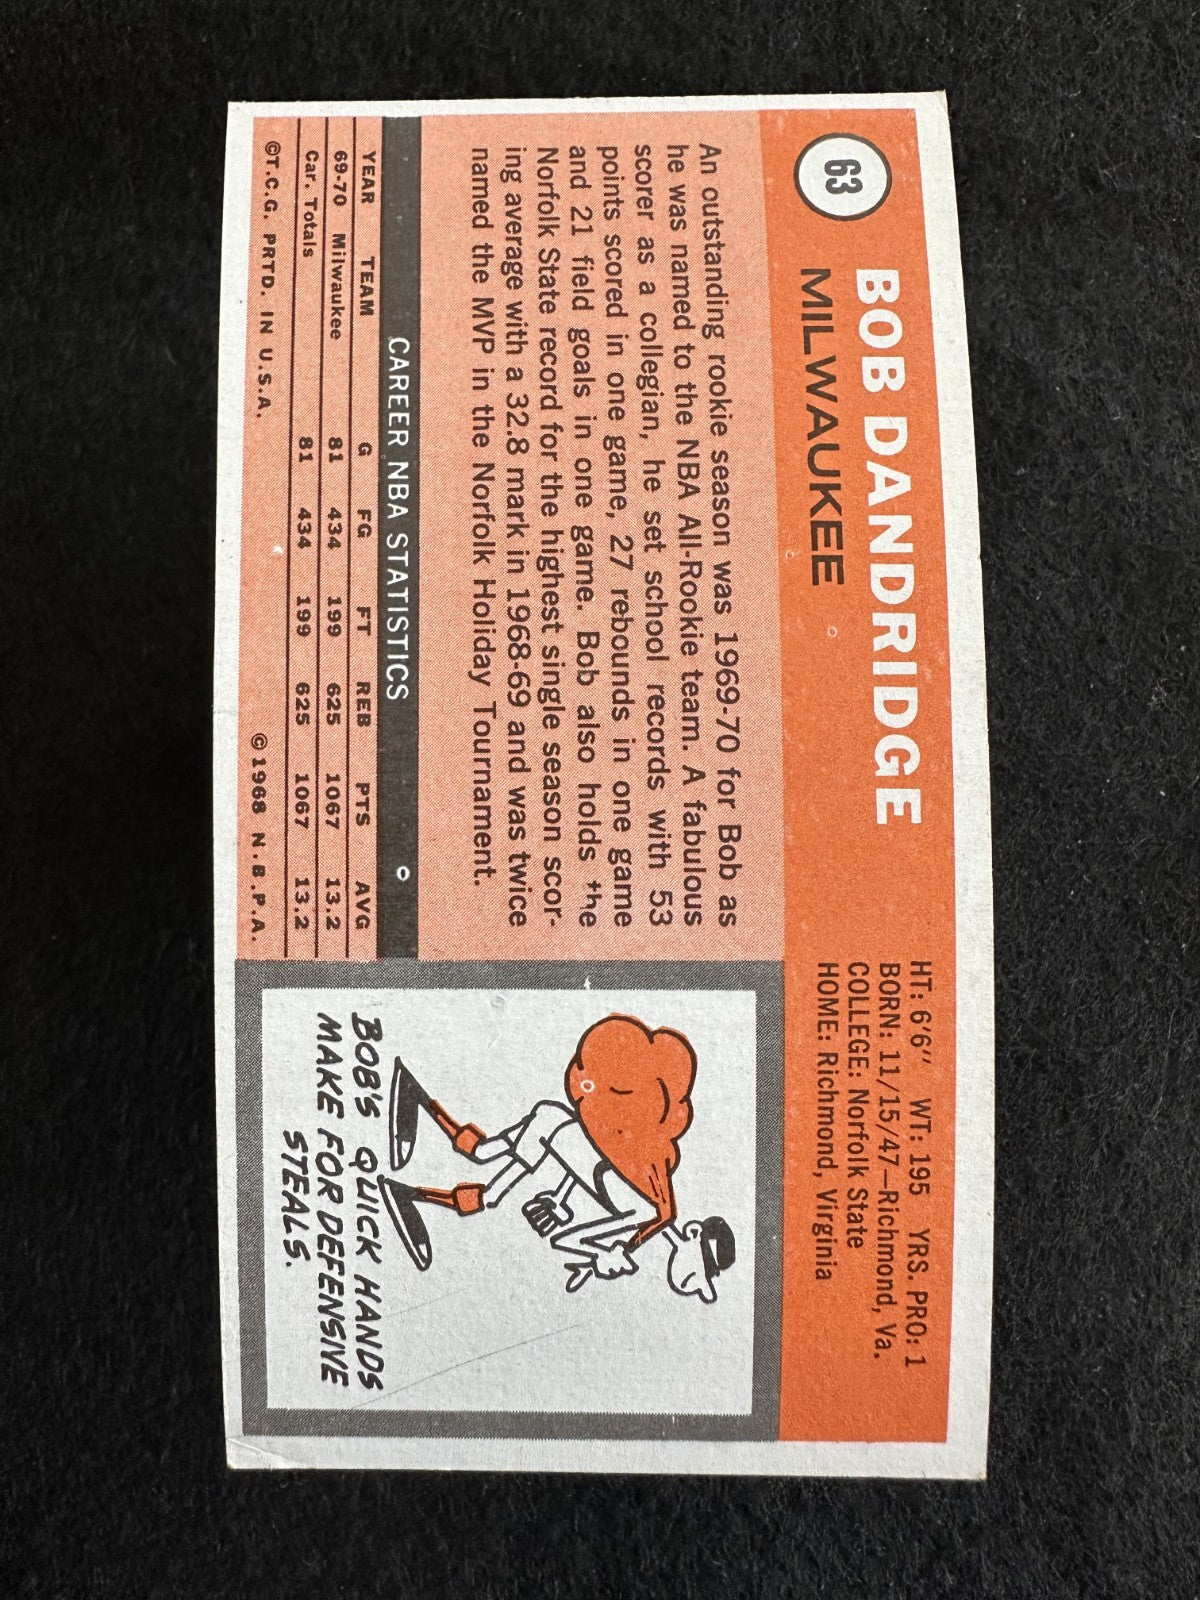 63
BOB DANDRIDGE
MILWAUKEE
HT: 6'6" WT: 195 YRS. PRO: 1
BORN: 11/15/47—Richmond, Va.
COLLEGE: Norfolk State
HOME: Richmond, Virginia
An outstanding rookie season was 1969-70 for Bob as
he was named to the NBA All-Rookie team. A fabulous
scorer as a collegian, he set school records with 53
points scored in one game, 27 rebounds in one game
and 21 field goals in one game. Bob also holds the
Norfolk State record for the highest single season scor-
ing average with a 32.8 mark in 1968-69 and was twice
named the MVP in the Norfolk Holiday Tournament.
CAREER NBA STATISTICS
YEAR TEAM G FG FT REB PTS AVG
69-70 Milwaukee 81 434 199 625 1067 13.2
Car. Totals 81 434 199 625 1067 13.2
©T.C.G. PRTD. IN U.S.A. ©1968 N.B.P.A.
BOB'S QUICK HANDS
MAKE FOR DEFENSIVE
STEALS.